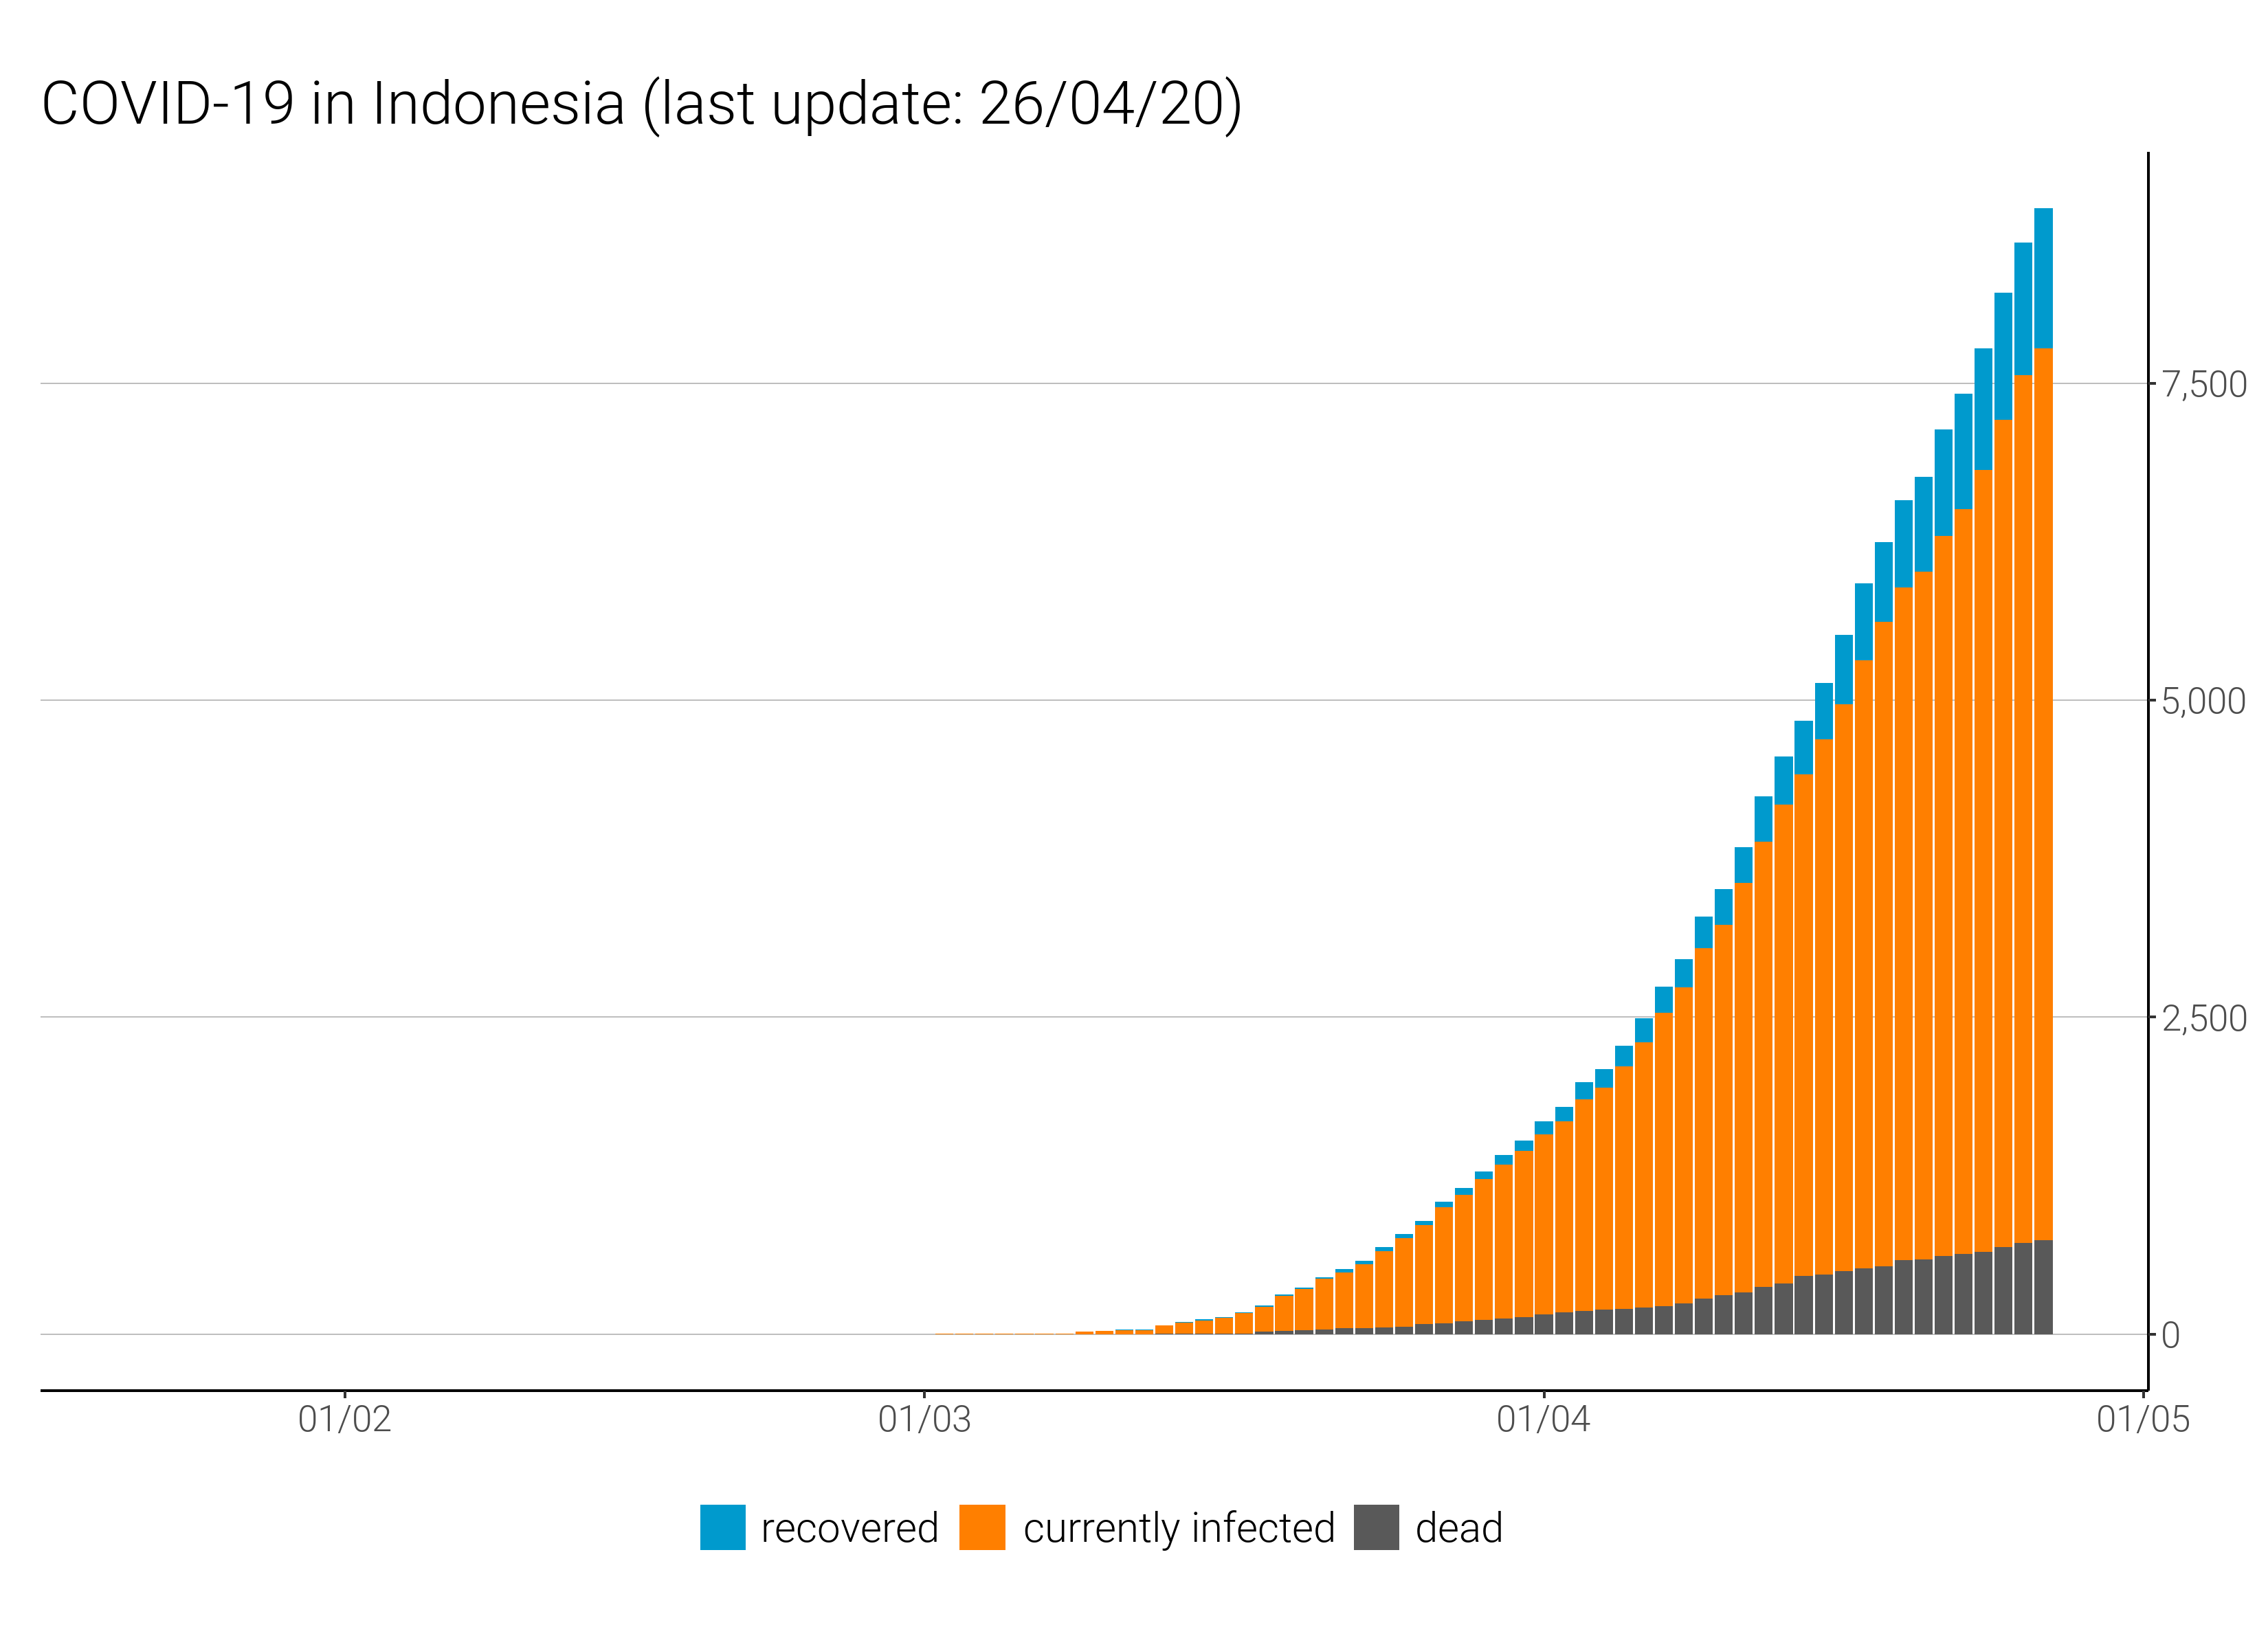 COVID-19 in Indonesia (last update: 26/04/20)
7,500
5,000
2,500
0
01/02 01/03 01/04 01/05
recovered currently infected dead